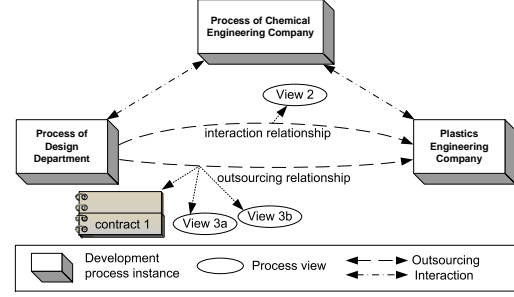 Process of Chemical
Engineering Company
View 2
Process of
Design
Department
interaction relationship
Plastics
Engineering
Company
outsourcing relationship
contract 1
View 3a
View 3b
Development
process instance
Process view
Outsourcing
Interaction